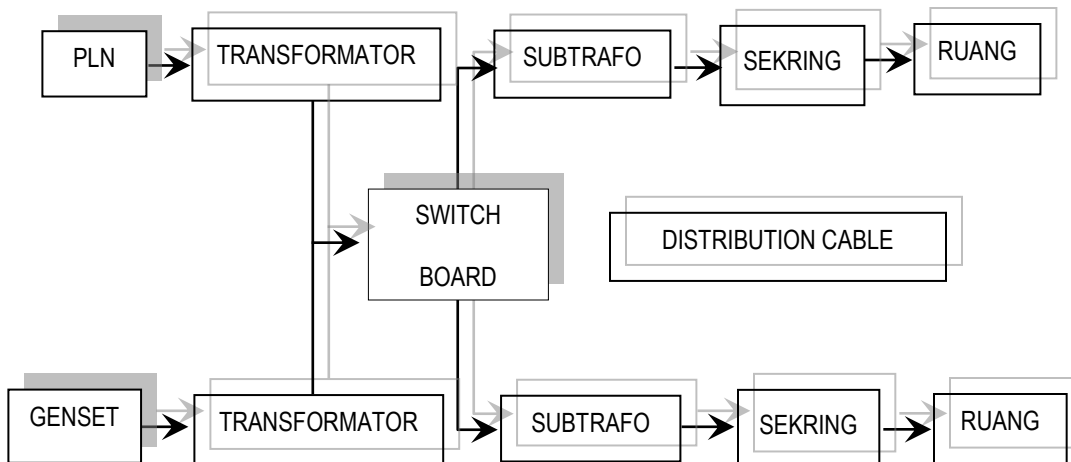 PLN
TRANSFORMATOR
SUBTRAFO
SEKRING
RUANG
SWITCH
BOARD
DISTRIBUTION CABLE
GENSET
TRANSFORMATOR
SUBTRAFO
SEKRING
RUANG